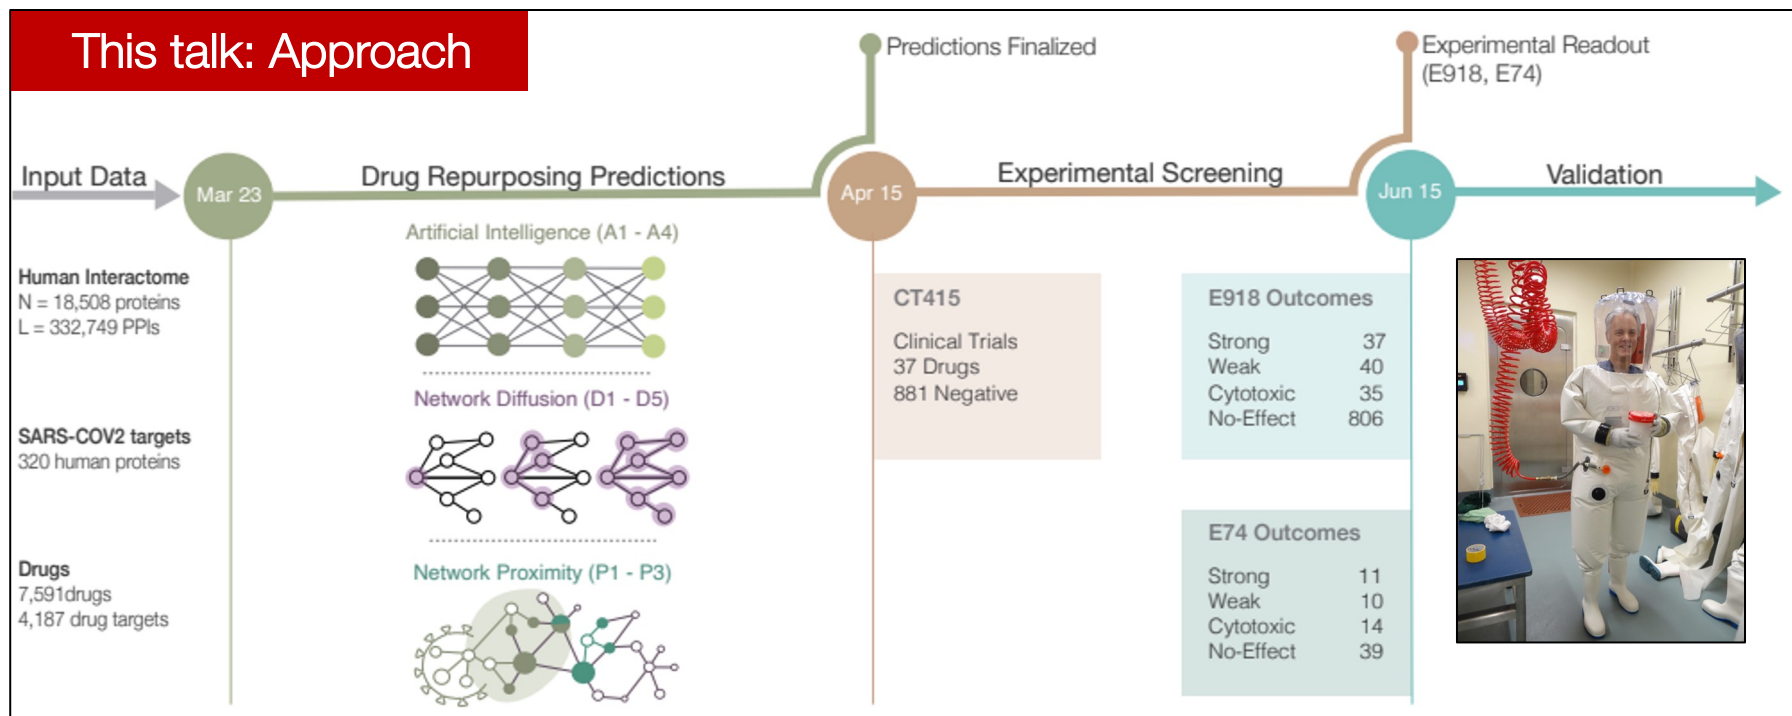 This talk: Approach
Predictions Finalized
Experimental Readout
(E918, E74)
Input Data
Mar 23
Drug Repurposing Predictions
Apr 15
Experimental Screening
Jun 15
Validation
Human Interactome
N = 18,508 proteins
L = 332,749 PPIs
SARS-COV2 targets
320 human proteins
Drugs
7,591drugs
4,187 drug targets
Artificial Intelligence (A1 - A4)
Network Diffusion (D1 - D5)
Network Proximity (P1 - P3)
CT415
Clinical Trials
37 Drugs
881 Negative
E918 Outcomes
Strong 37
Weak 40
Cytotoxic 35
No-Effect 806
E74 Outcomes
Strong 11
Weak 10
Cytotoxic 14
No-Effect 39